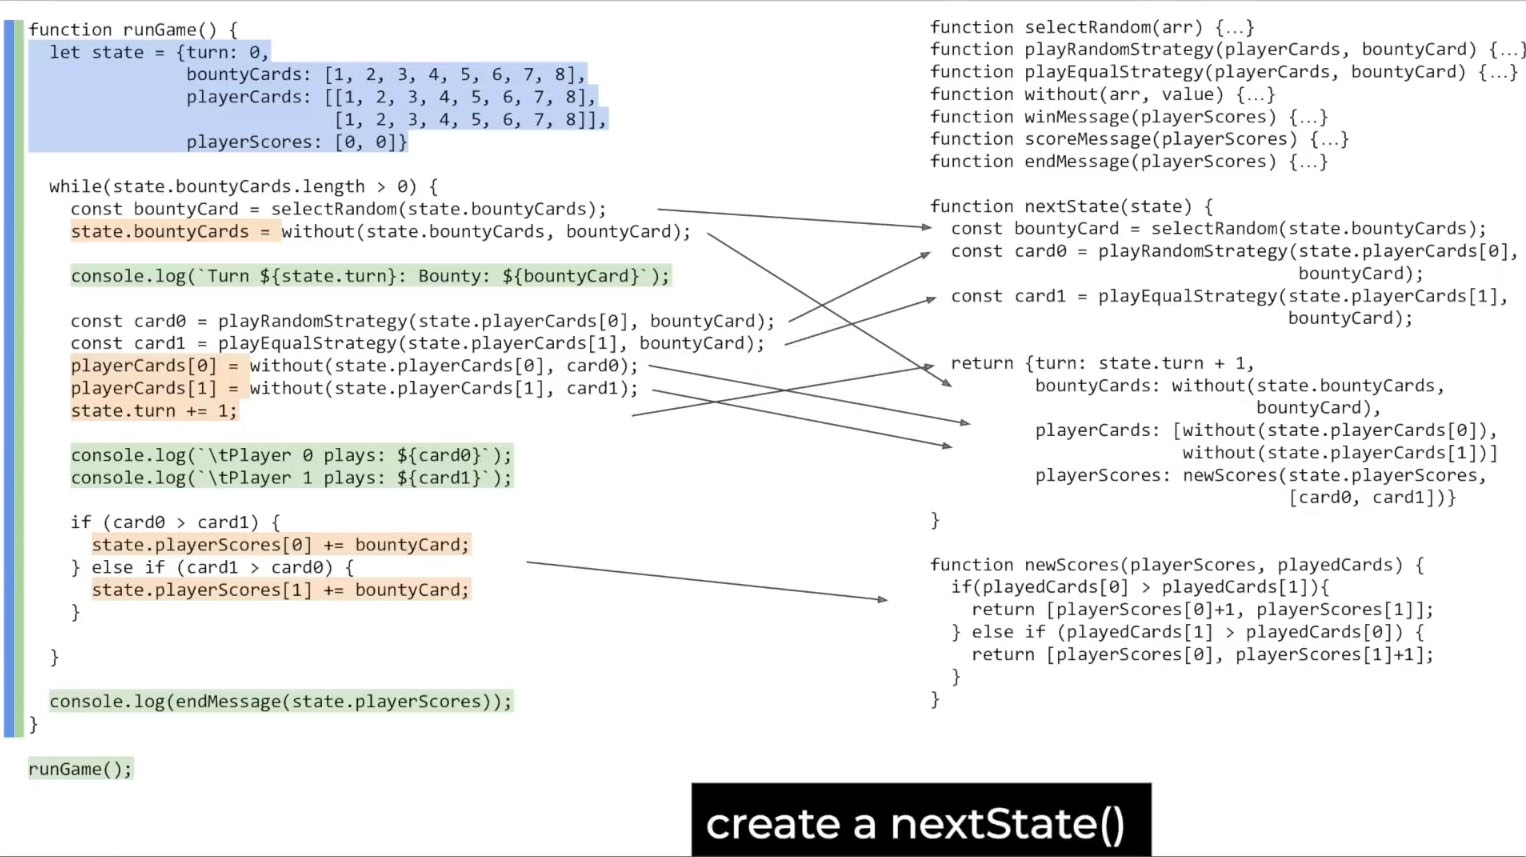 function runGame() {
let state = {turn: 0,
bountyCards: [1, 2, 3, 4, 5, 6, 7, 8],
playerCards: [[1, 2, 3, 4, 5, 6, 7, 8],
[1, 2, 3, 4, 5, 6, 7, 8]],
playerScores: [0, 0]}
while(state.bountyCards.length > 0) {
const bountyCard = selectRandom(state.bountyCards);
state.bountyCards = without(state.bountyCards, bountyCard);
console.log(`Turn ${state.turn}: Bounty: ${bountyCard}`);
const card0 = playRandomStrategy(state.playerCards[0], bountyCard);
const card1 = playEqualStrategy(state.playerCards[1], bountyCard);
playerCards[0] = without(state.playerCards[0], card0);
playerCards[1] = without(state.playerCards[1], card1);
state.turn += 1;
console.log(`\tPlayer 0 plays: ${card0}`);
console.log(`\tPlayer 1 plays: ${card1}`);
if (card0 > card1) {
state.playerScores[0] += bountyCard;
} else if (card1 > card0) {
state.playerScores[1] += bountyCard;
}
}
console.log(endMessage(state.playerScores));
}
runGame();
function selectRandom(arr) {…}
function playRandomStrategy(playerCards, bountyCard) {…}
function playEqualStrategy(playerCards, bountyCard) {…}
function without(arr, value) {…}
function winMessage(playerScores) {…}
function scoreMessage(playerScores) {…}
function endMessage(playerScores) {…}
function nextState(state) {
const bountyCard = selectRandom(state.bountyCards);
const card0 = playRandomStrategy(state.playerCards[0],
bountyCard);
const card1 = playEqualStrategy(state.playerCards[1],
bountyCard);
return {turn: state.turn + 1,
bountyCards: without(state.bountyCards,
bountyCard),
playerCards: [without(state.playerCards[0]),
without(state.playerCards[1])]
playerScores: newScores(state.playerScores,
[card0, card1])}
}
function newScores(playerScores, playedCards) {
if(playedCards[0] > playedCards[1]){
return [playerScores[0]+1, playerScores[1]];
} else if (playedCards[1] > playedCards[0]) {
return [playerScores[0], playerScores[1]+1];
}
}
create a nextState()